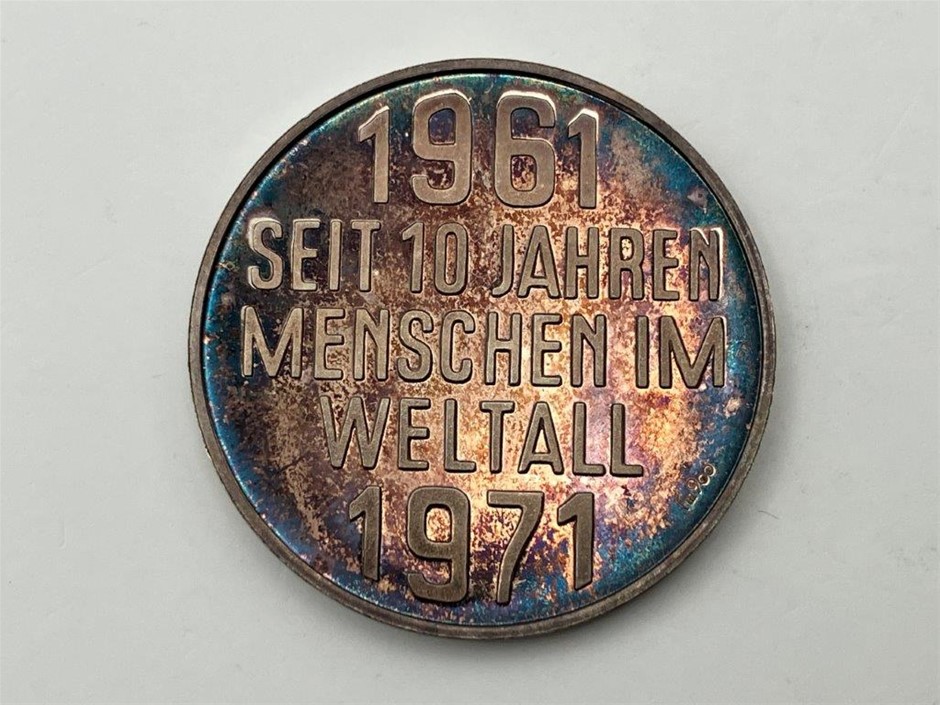 1961
SEIT 10 JAHREN
MENSCHEN IM
WELTALL
1971